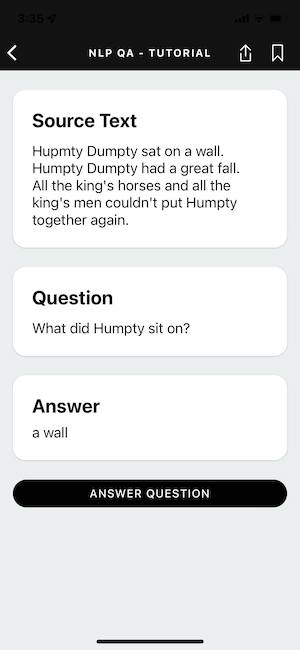 3:35
NLP QA - TUTORIAL
Source Text
Hupmty Dumpty sat on a wall.
Humpty Dumpty had a great fall.
All the king's horses and all the
king's men couldn't put Humpty
together again.
Question
What did Humpty sit on?
Answer
a wall
ANSWER QUESTION